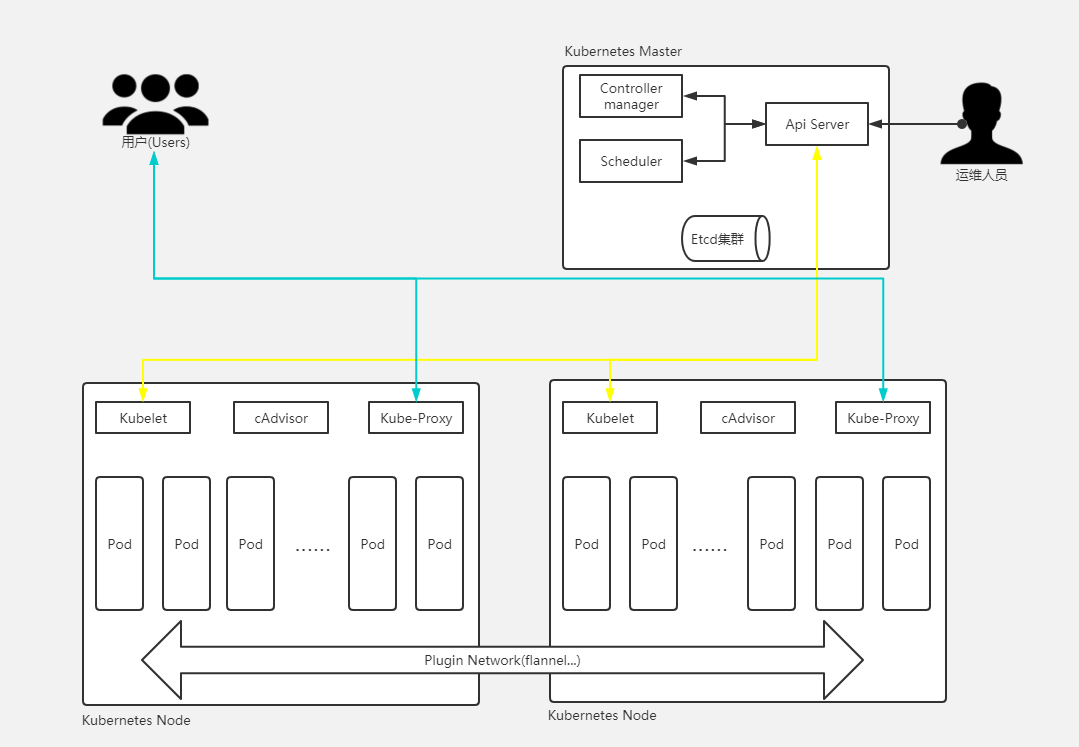 Kubernetes Master
Controller
manager
Api Server
Scheduler
Etcd集群
用户(Users)
运维人员
Kubelet
cAdvisor
Kube-Proxy
Pod
Pod
Pod
......
Pod
Pod
Kubelet
cAdvisor
Kube-Proxy
Pod
Pod
......
Pod
Pod
Pod
Plugin Network(flannel...)
Kubernetes Node
Kubernetes Node